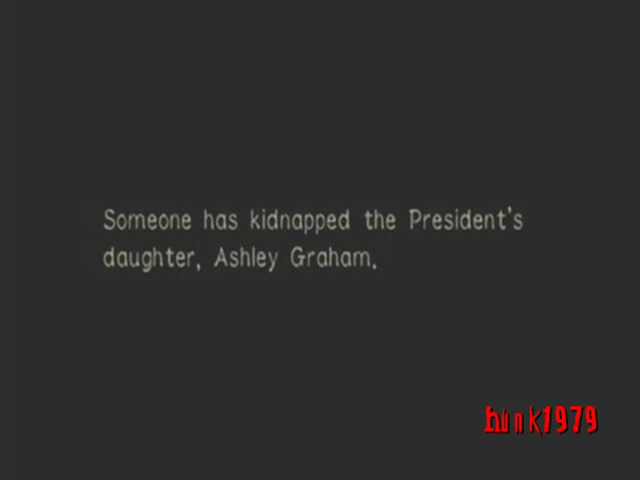 Someone has kidnapped the President's
daughter, Ashley Graham.
hunk1979